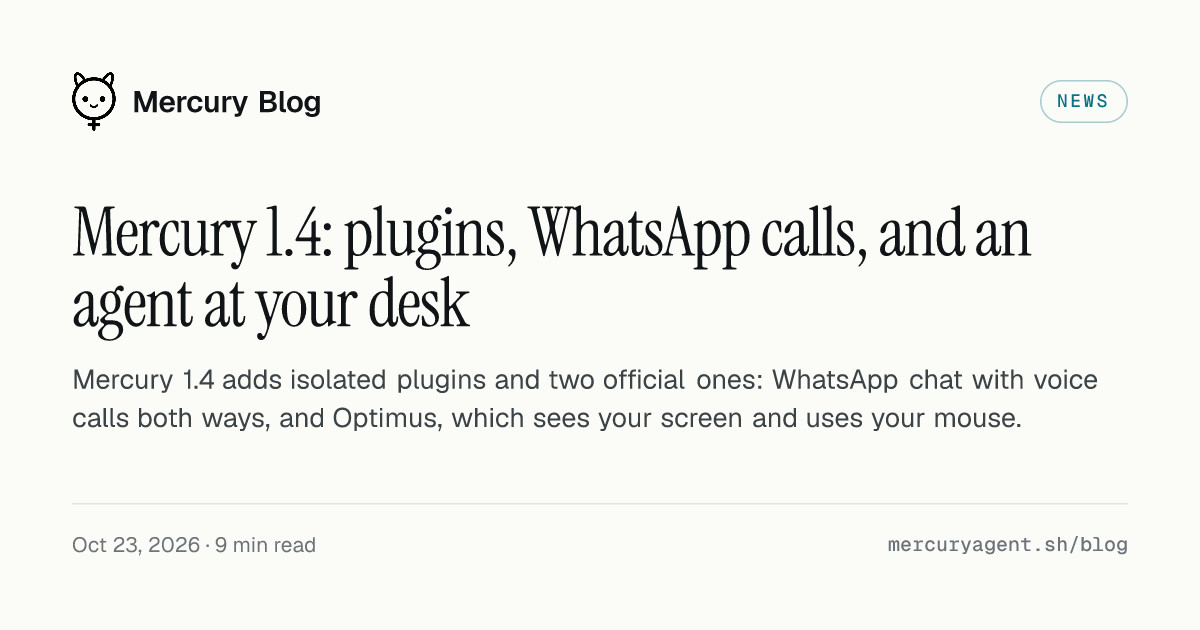 Mercury Blog
NEWS
Mercury 1.4: plugins, WhatsApp calls, and an
agent at your desk
Mercury 1.4 adds isolated plugins and two official ones: WhatsApp chat with voice
calls both ways, and Optimus, which sees your screen and uses your mouse.
Oct 23, 2026 · 9 min read
mercuryagent.sh/blog